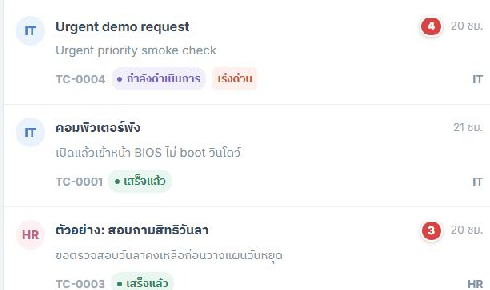 IT Urgent demo request 4 20 ชม.
Urgent priority smoke check
TC-0004 • กำลังดำเนินการ เร่งด่วน IT
IT คอมพิวเตอร์พัง 21 ชม.
เปิดแล้วเข้าหน้า BIOS ไม่ boot วินโดว์
TC-0001 • เสร็จแล้ว IT
HR ตัวอย่าง: สอบถามสิทธิวันลา 3 20 ชม.
ขอตรวจสอบวันลาคงเหลือก่อนวางแผนวันหยุด
TC-0003 • เสร็จแล้ว HR